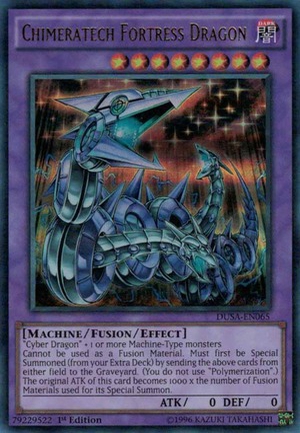 CHIMERATECH FORTRESS DRAGON
DARK
闇
DUSA-EN065
[MACHINE/FUSION/EFFECT]
"Cyber Dragon" + 1 or more Machine-Type monsters
Cannot be used as a Fusion Material. Must first be Special
Summoned (from your Extra Deck) by sending the above cards from
either field to the Graveyard. (You do not use "Polymerization".)
The original ATK of this card becomes 1000 x the number of Fusion
Materials used for its Special Summon.
ATK/ 0 DEF/ 0
79229522 1st Edition ©1996 KAZUKI TAKAHASHI